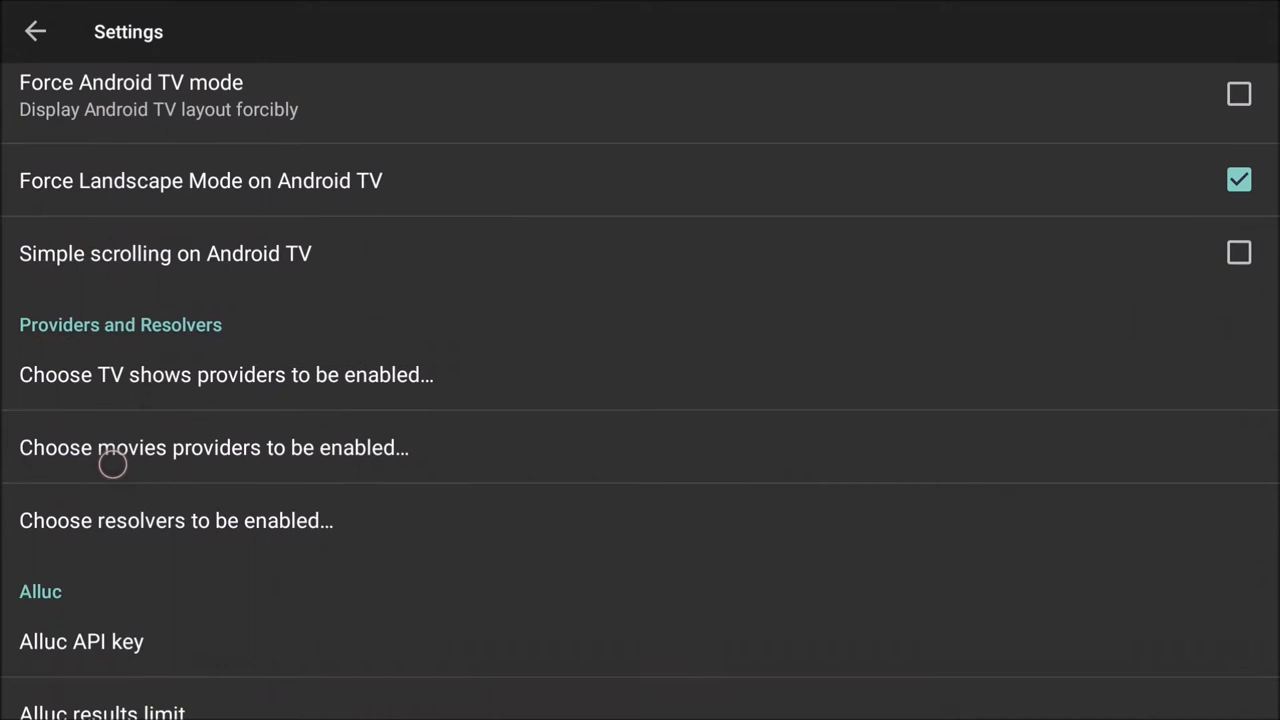 Settings
Force Android TV mode
Display Android TV layout forcibly
Force Landscape Mode on Android TV
Simple scrolling on Android TV
Providers and Resolvers
Choose TV shows providers to be enabled...
Choose movies providers to be enabled...
Choose resolvers to be enabled...
Alluc
Alluc API key
Alluc results limit